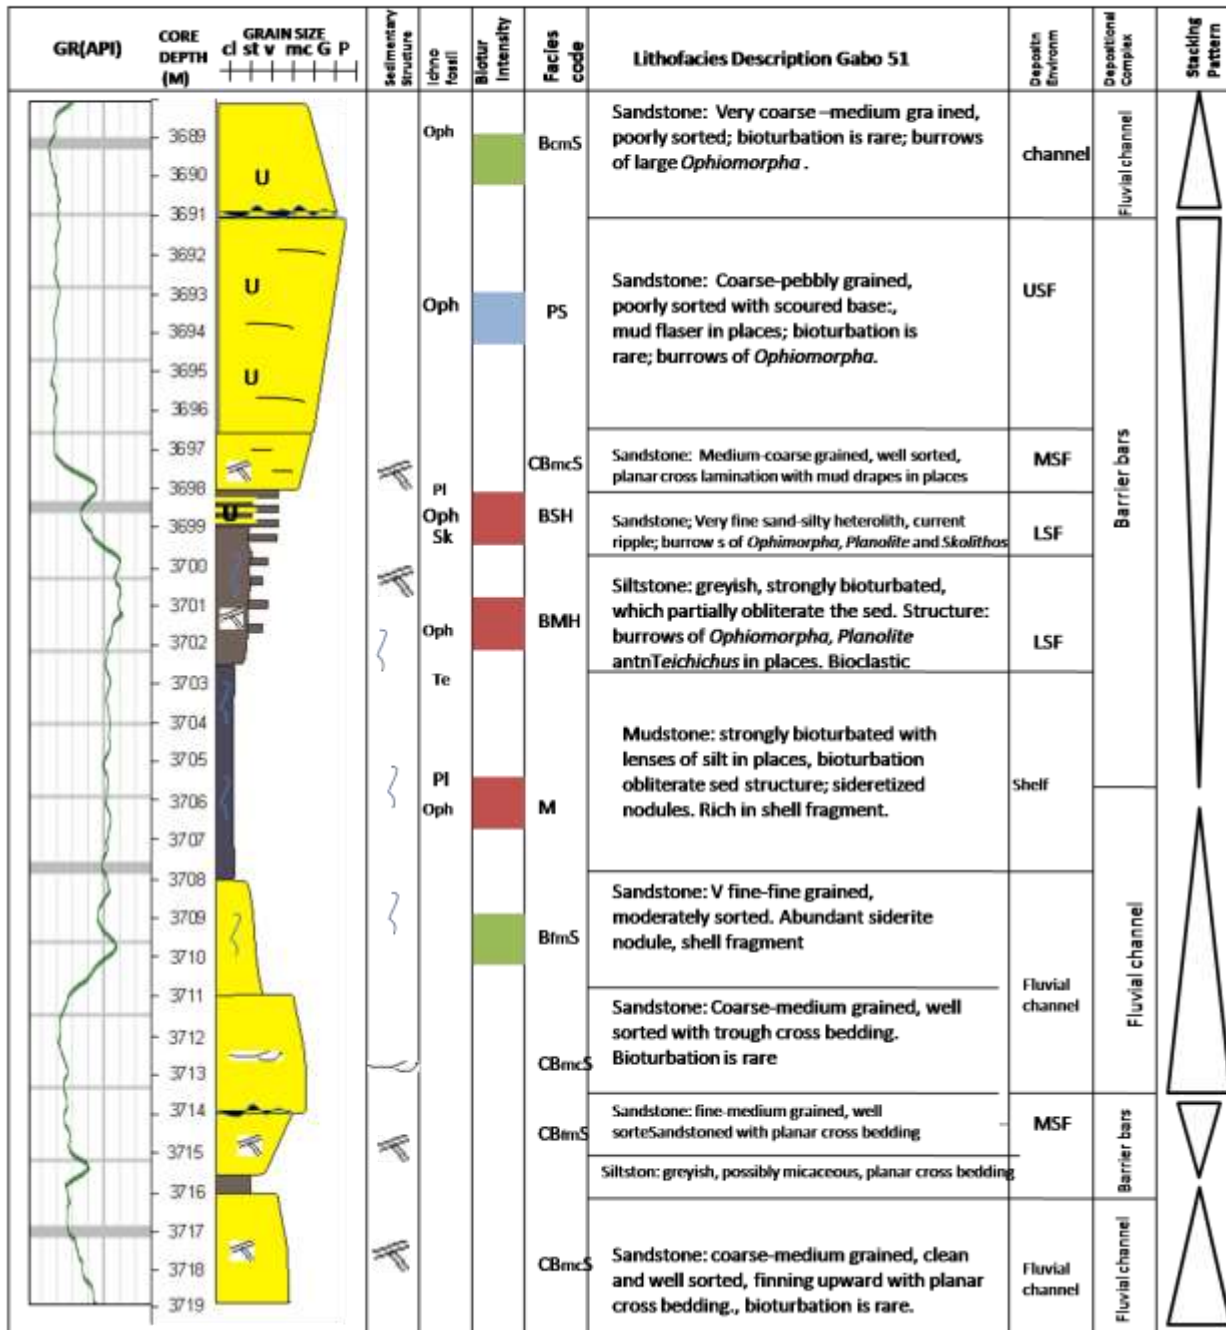 GR(API)
CORE
DEPTH
(M)
GRAIN SIZE
cl st v mc G P
Sedimentary
Structure
Ichno
fossil
Biotur
Intensity
Facies
code
Lithofacies Description Gabo 51
Depositn
Environm
Depositional
Complex
Stacking
Pattern
3689
3690
3691
3692
3693
3694
3695
3696
3697
3698
3699
3700
3701
3702
3703
3704
3705
3706
3707
3708
3709
3710
3711
3712
3713
3714
3715
3716
3717
3718
3719
U
U
U
U
Oph
Oph
Pl
Oph
Sk
Oph
Te
Pl
Oph
BcmS
PS
CBmcS
BSH
BMH
M
BfmS
CBmcS
CBfmS
CBmcS
Sandstone: Very coarse –medium gra ined,
poorly sorted; bioturbation is rare; burrows
of large Ophiomorpha .
Sandstone: Coarse-pebbly grained,
poorly sorted with scoured base:,
mud flaser in places; bioturbation is
rare; burrows of Ophiomorpha.
Sandstone: Medium-coarse grained, well sorted,
planar cross lamination with mud drapes in places
Sandstone; Very fine sand-silty heterolith, current
ripple; burrow s of Ophimorpha, Planolite and Skolithos
Siltstone: greyish, strongly bioturbated,
which partially obliterate the sed. Structure:
burrows of Ophiomorpha, Planolite
antnTeichichus in places. Bioclastic
Mudstone: strongly bioturbated with
lenses of silt in places, bioturbation
obliterate sed structure; sideretized
nodules. Rich in shell fragment.
Sandstone: V fine-fine grained,
moderately sorted. Abundant siderite
nodule, shell fragment
Sandstone: Coarse-medium grained, well
sorted with trough cross bedding.
Bioturbation is rare
Sandstone: fine-medium grained, well
sorteSandstoned with planar cross bedding
Siltston: greyish, possibly micaceous, planar cross bedding
Sandstone: coarse-medium grained, clean
and well sorted, finning upward with planar
cross bedding., bioturbation is rare.
channel
USF
MSF
LSF
LSF
Shelf
Fluvial
channel
MSF
Fluvial
channel
Fluvial channel
Barrier bars
Fluvial channel
Barrier bars
Fluvial channel